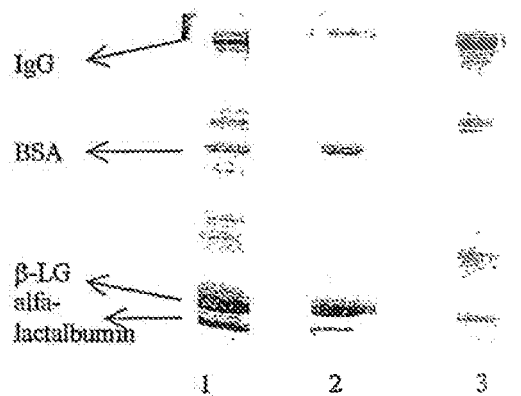 IgG
BSA
β-LG
alfa-
lactalbumin
1 2 3